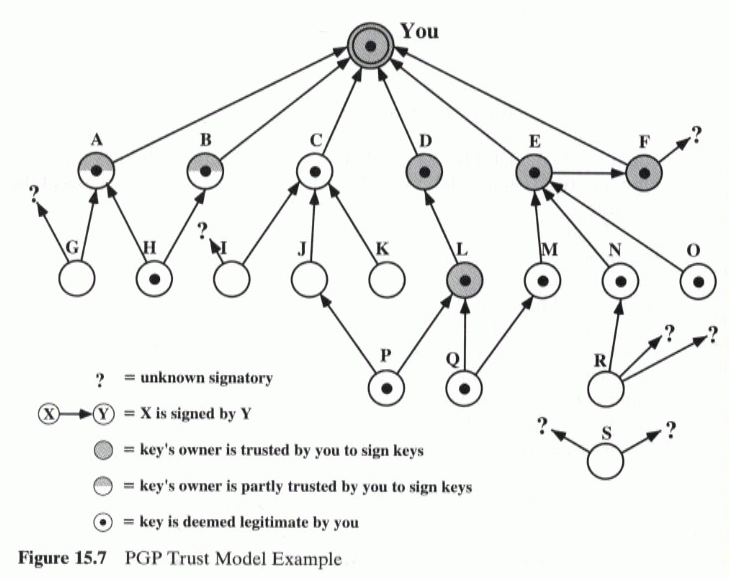 You
A B C D E F ?
? G H ? I J K L M N O
P Q R ? ?
? = unknown signatory
X Y = X is signed by Y
? S ?
= key's owner is trusted by you to sign keys
= key's owner is partly trusted by you to sign keys
= key is deemed legitimate by you
Figure 15.7 PGP Trust Model Example